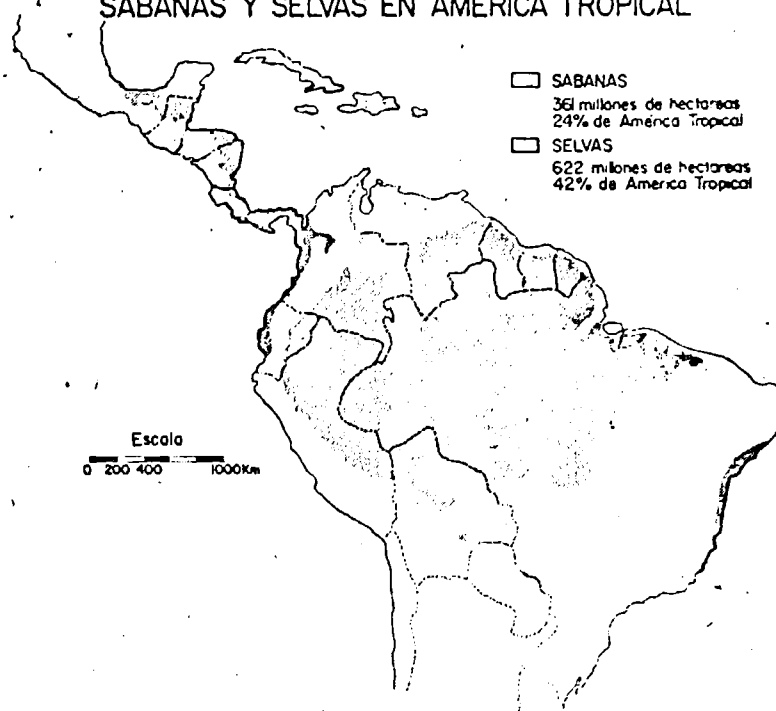 SABANAS Y SELVAS EN AMERICA TROPICAL
SABANAS
361 millones de hectareas
24% de América Tropical
SELVAS
622 millones de hectareas
42% de America Tropical
Escala
0 200 400 1000Km